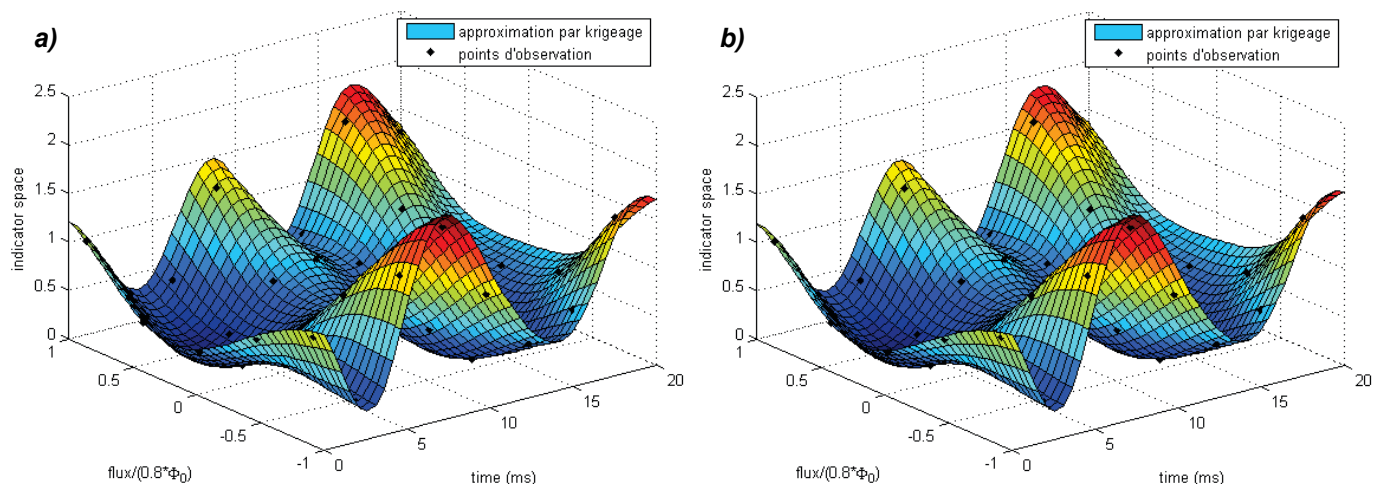 a)
approximation par krigeage
points d'observation
2.5
2
1.5
1
0.5
0
indicator space
1
0.5
0
-0.5
-1
flux/(0.8*Φ0)
0
5
10
15
20
time (ms)
b)
approximation par krigeage
points d'observation
2.5
2
1.5
1
0.5
0
indicator space
1
0.5
0
-0.5
-1
flux/(0.8*Φ0)
0
5
10
15
20
time (ms)